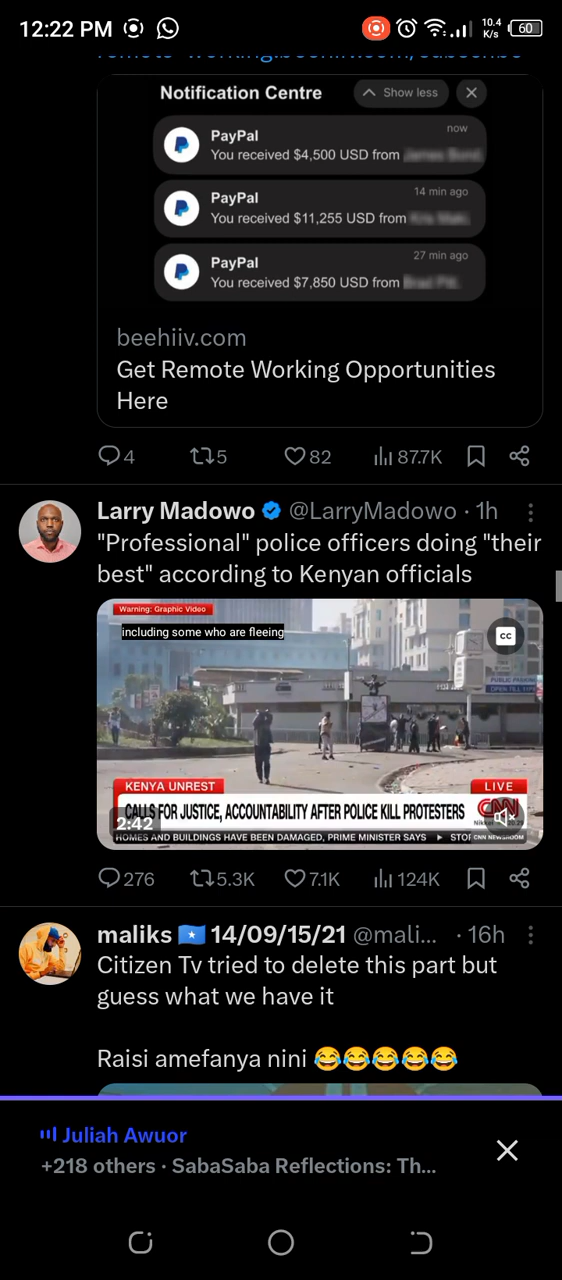 12:22 PM
10.4
K/s
60
Notification Centre
Show less
PayPal
now
You received $4,500 USD from
PayPal
14 min ago
You received $11,255 USD from
PayPal
27 min ago
You received $7,850 USD from
beehiiv.com
Get Remote Working Opportunities
Here
4
5
82
87.7K
Larry Madowo @LarryMadowo · 1h
"Professional" police officers doing "their
best" according to Kenyan officials
Warning: Graphic Video
including some who are fleeing
CC
PUBLIC PARKING
KENYA UNREST
LIVE
CALLS FOR JUSTICE, ACCOUNTABILITY AFTER POLICE KILL PROTESTERS
CNN
2:42
HOMES AND BUILDINGS HAVE BEEN DAMAGED, PRIME MINISTER SAYS
CNN NEWSROOM
276
5.3K
7.1K
124K
maliks 14/09/15/21 @mali... · 16h
Citizen Tv tried to delete this part but
guess what we have it
Raisi amefanya nini 😂😂😂😂😂
Juliah Awuor
+218 others · SabaSaba Reflections: Th...